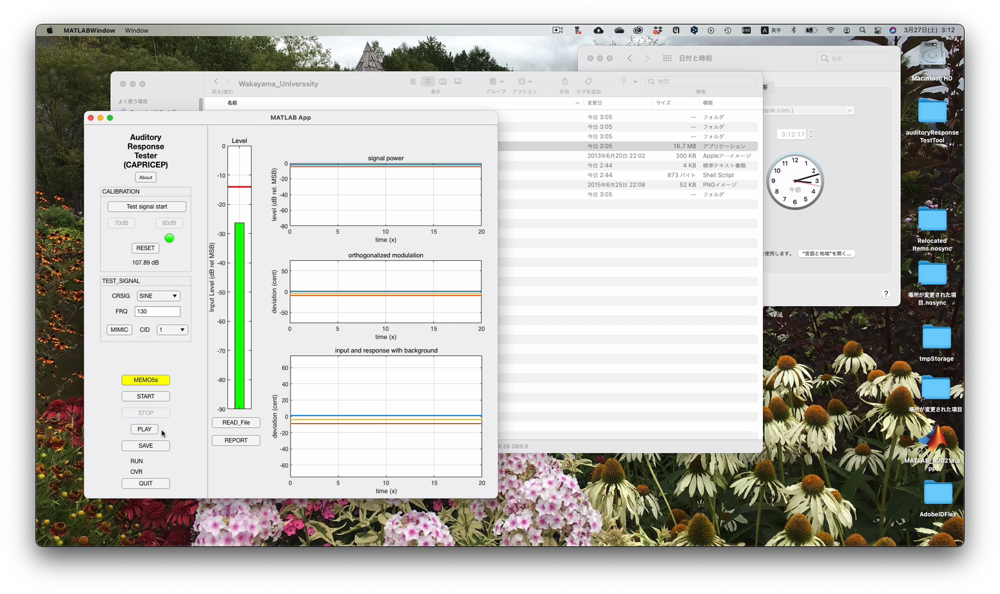 MATLABWindow Window
英字 3月27日(土) 3:12
日付と時刻
検索
Macintosh HD
auditoryResponse
TestTool
Relocated
Items.nosync
場所が変更された項
目.nosync
tmpStorage
場所が変更された項目
MATLAB_R2021a.a
pp
AdobeIDFlex
帯
pple.com.)
3:12:17
12
1
2
3
4
5
6
7
8
9
10
11
午前
を使用します。
"言語と地域"を開く...
?
Wakayama_Universsity
戻る/進む
表示
グループ
アクション
共有
タグを追加
検索
検索
よく使う項目
名前 変更日 サイズ 種類
今日 3:05 -- フォルダ
今日 3:05 -- フォルダ
今日 3:05 -- フォルダ
今日 3:05 16.7 MB アプリケーション
2013年6月20日 22:02 300 KB Appleア…イメージ
今日 2:44 4 KB 標準テキスト書類
今日 2:44 873 バイト Shell Script
2015年6月25日 22:08 52 KB PNGイメージ
今日 3:05 -- フォルダ
6.56 GB空き
MATLAB App
Auditory
Response
Tester
(CAPRICEP)
About
CALIBRATION
Test signal start
70dB 80dB
RESET
107.89 dB
TEST_SIGNAL
CRSIG SINE
FRQ 130
MIMIC CID 1
MEMO5s
START
STOP
PLAY
SAVE
RUN
OVR
QUIT
Level
Input Level (dB rel MSB)
0
-10
-20
-30
-40
-50
-60
-70
-80
-90
READ_File
REPORT
signal power
level (dB rel. MSB)
0
-20
-40
-60
-80
0 5 10 15 20
time (x)
orthogonalized modulation
deviation (cent)
50
0
-50
0 5 10 15 20
time (x)
input and response with background
deviation (cent)
60
40
20
0
-20
-40
-60
0 5 10 15 20
time (x)